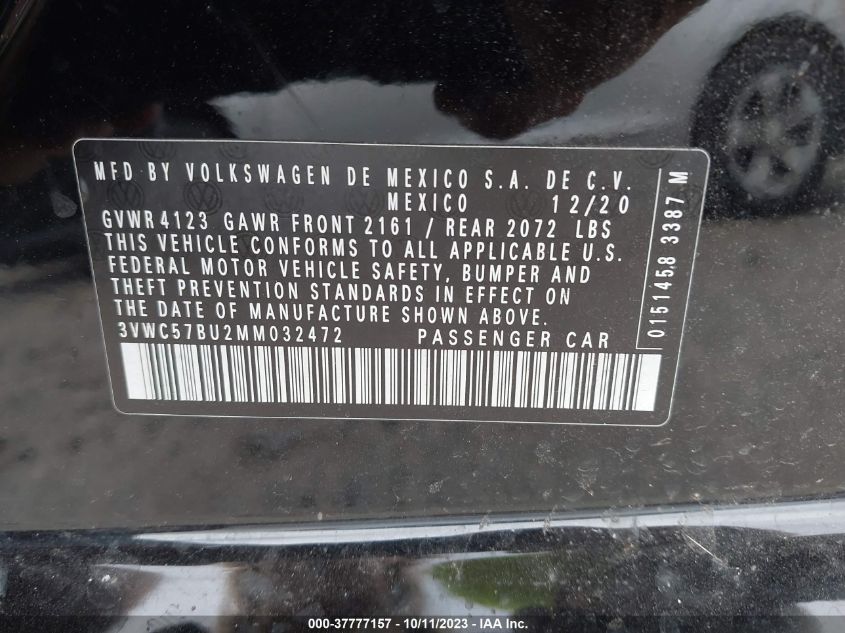 MFD BY VOLKSWAGEN DE MEXICO S.A. DE C.V.
MEXICO 12/20
GVWR 4123 GAWR FRONT 2161 / REAR 2072 LBS
THIS VEHICLE CONFORMS TO ALL APPLICABLE U.S.
FEDERAL MOTOR VEHICLE SAFETY, BUMPER AND
THEFT PREVENTION STANDARDS IN EFFECT ON
THE DATE OF MANUFACTURE SHOWN ABOVE.
3VWC57BU2MM032472 PASSENGER CAR
015145.8 3387 M
000-37777157 - 10/11/2023 - IAA Inc.